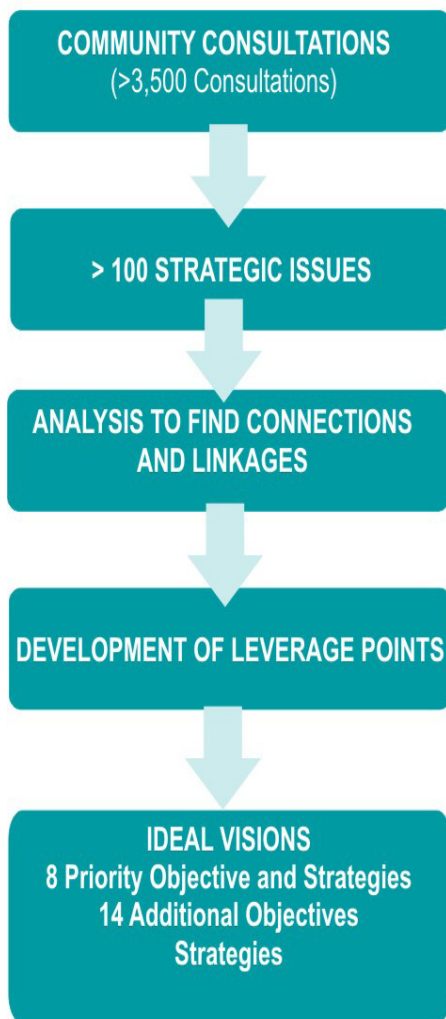 COMMUNITY CONSULTATIONS
(>3,500 Consultations)
> 100 STRATEGIC ISSUES
ANALYSIS TO FIND CONNECTIONS
AND LINKAGES
DEVELOPMENT OF LEVERAGE POINTS
IDEAL VISIONS
8 Priority Objective and Strategies
14 Additional Objectives
Strategies